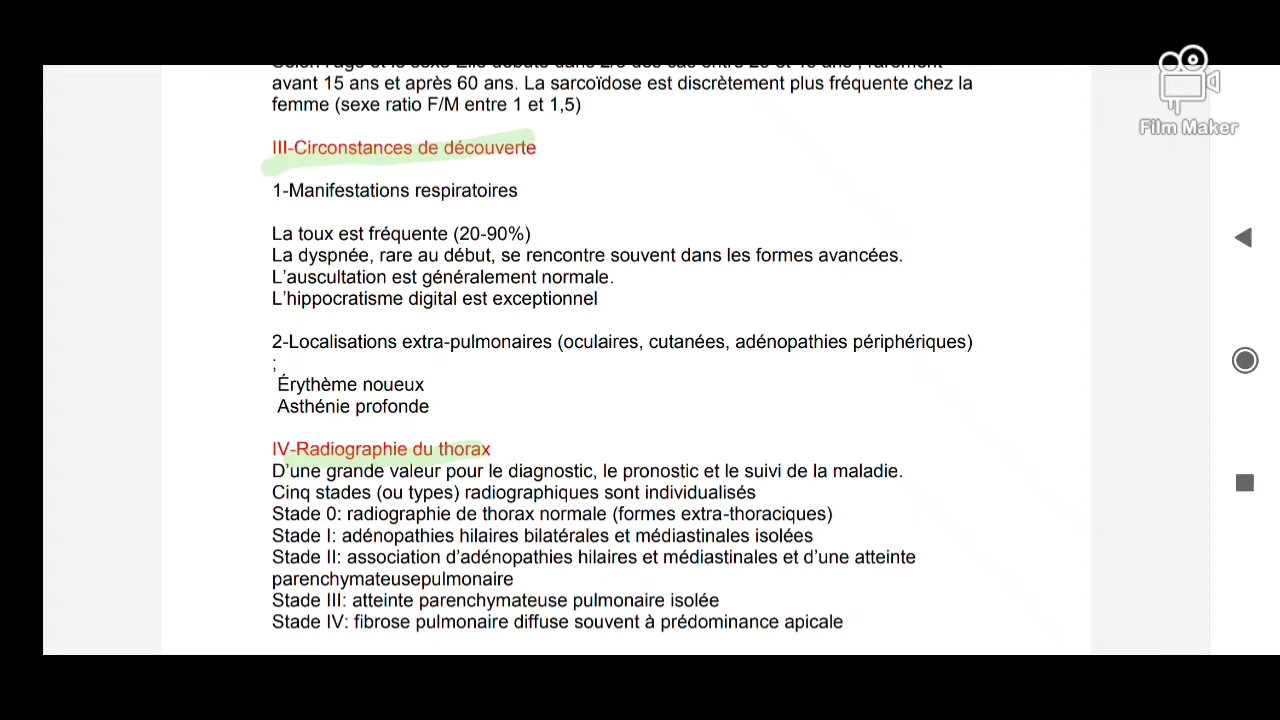 avant 15 ans et après 60 ans. La sarcoïdose est discrètement plus fréquente chez la
femme (sexe ratio F/M entre 1 et 1,5)
III-Circonstances de découverte
1-Manifestations respiratoires
La toux est fréquente (20-90%)
La dyspnée, rare au début, se rencontre souvent dans les formes avancées.
L'auscultation est généralement normale.
L'hippocratisme digital est exceptionnel
2-Localisations extra-pulmonaires (oculaires, cutanées, adénopathies périphériques)
;
Érythème noueux
Asthénie profonde
IV-Radiographie du thorax
D'une grande valeur pour le diagnostic, le pronostic et le suivi de la maladie.
Cinq stades (ou types) radiographiques sont individualisés
Stade 0: radiographie de thorax normale (formes extra-thoraciques)
Stade I: adénopathies hilaires bilatérales et médiastinales isolées
Stade II: association d'adénopathies hilaires et médiastinales et d'une atteinte
parenchymateusepulmonaire
Stade III: atteinte parenchymateuse pulmonaire isolée
Stade IV: fibrose pulmonaire diffuse souvent à prédominance apicale
Film Maker